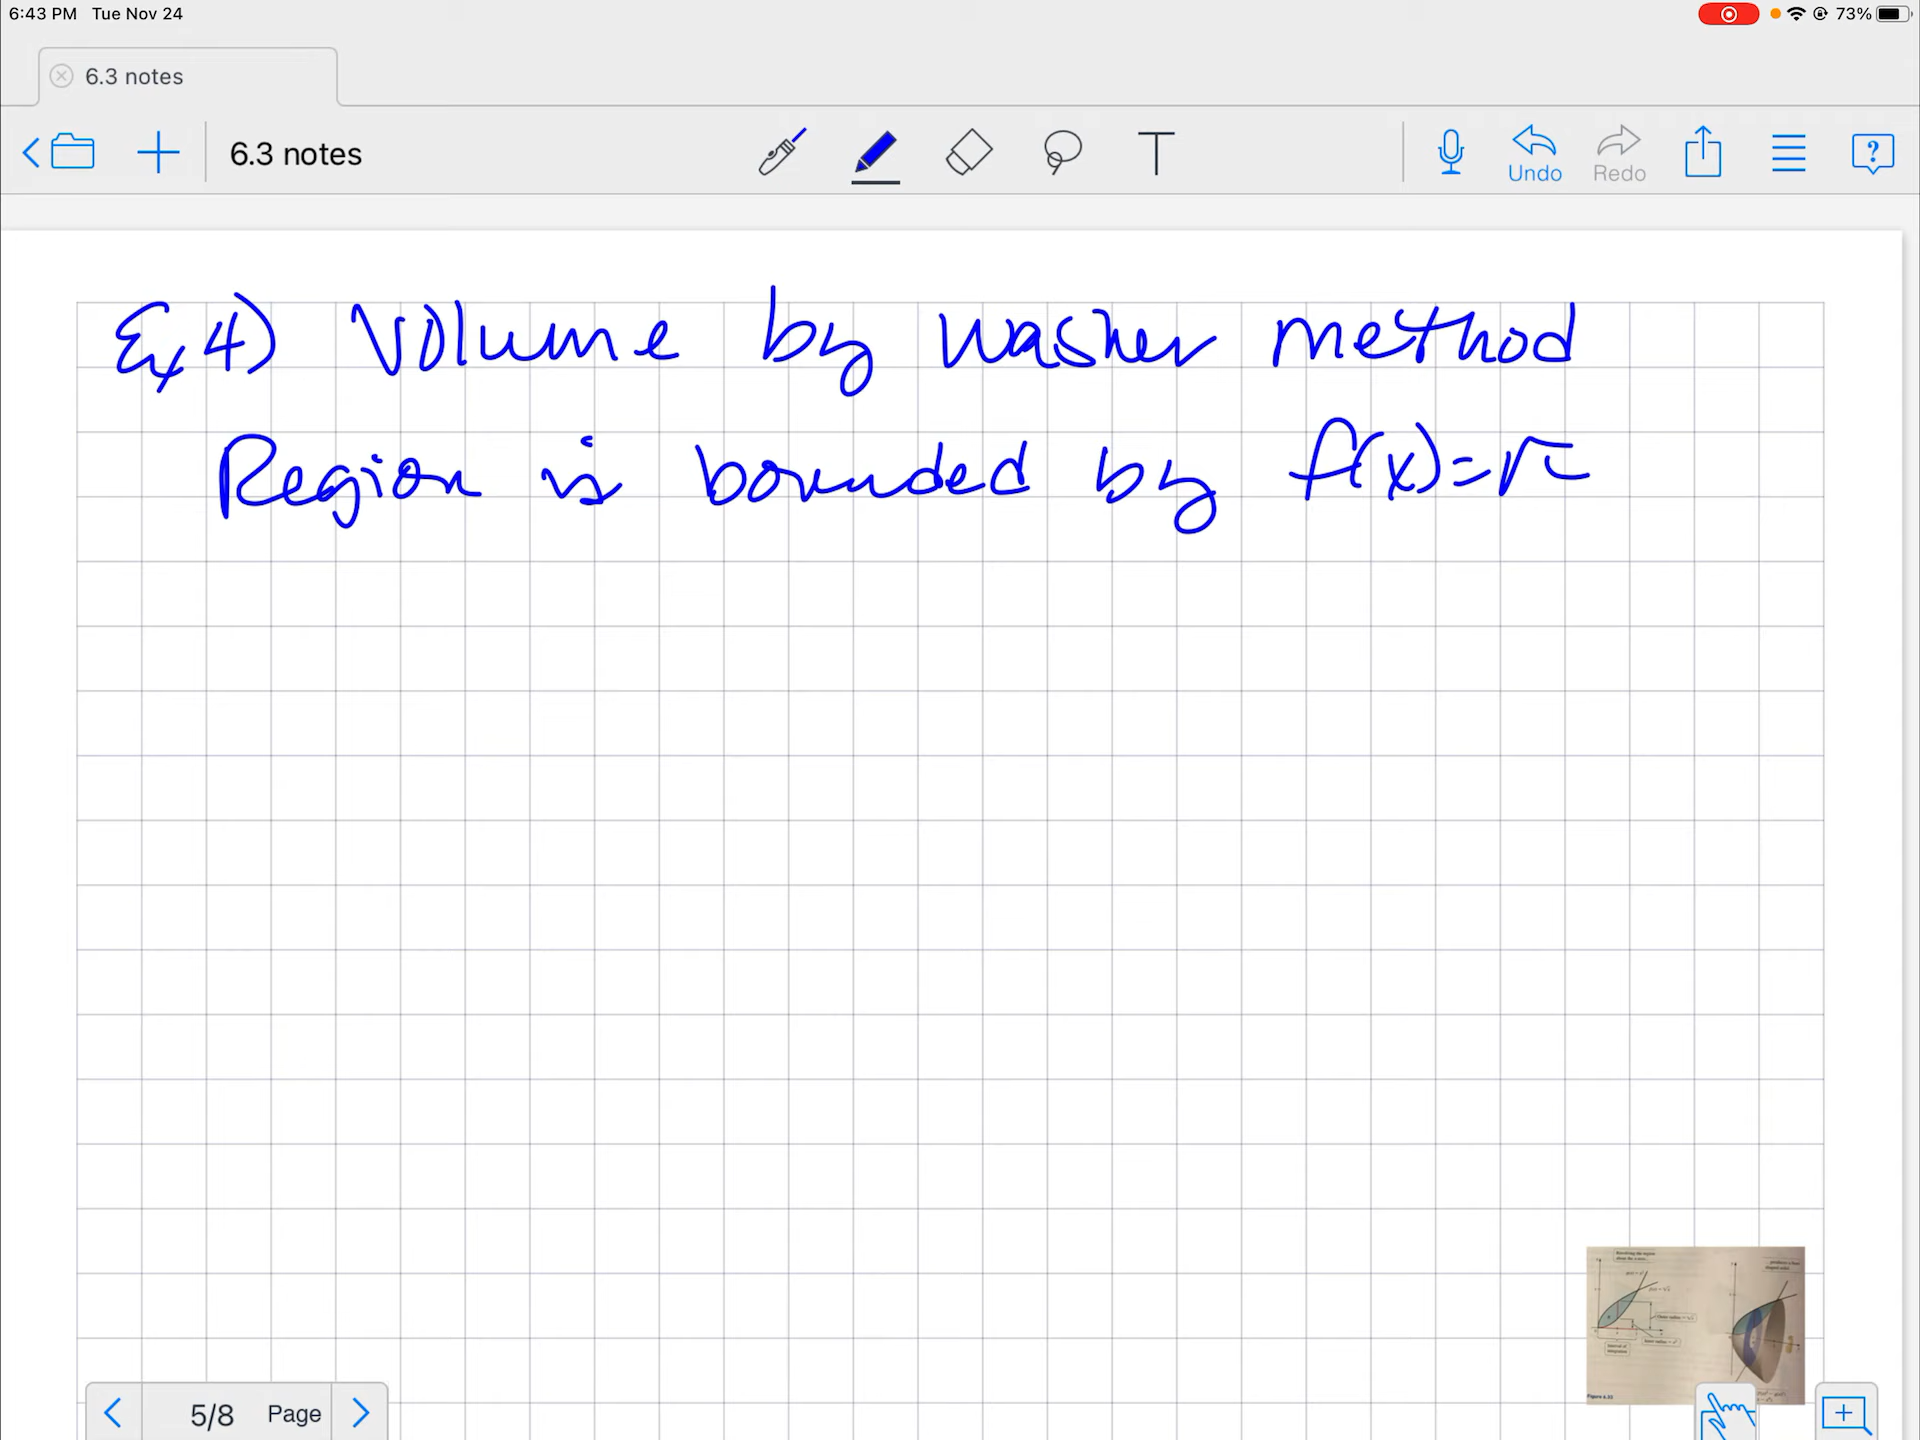 6:43 PM Tue Nov 24
73%
6.3 notes
6.3 notes
Undo
Redo
Ex 4) Volume by washer method
Region is bounded by f(x)=√
5/8 Page